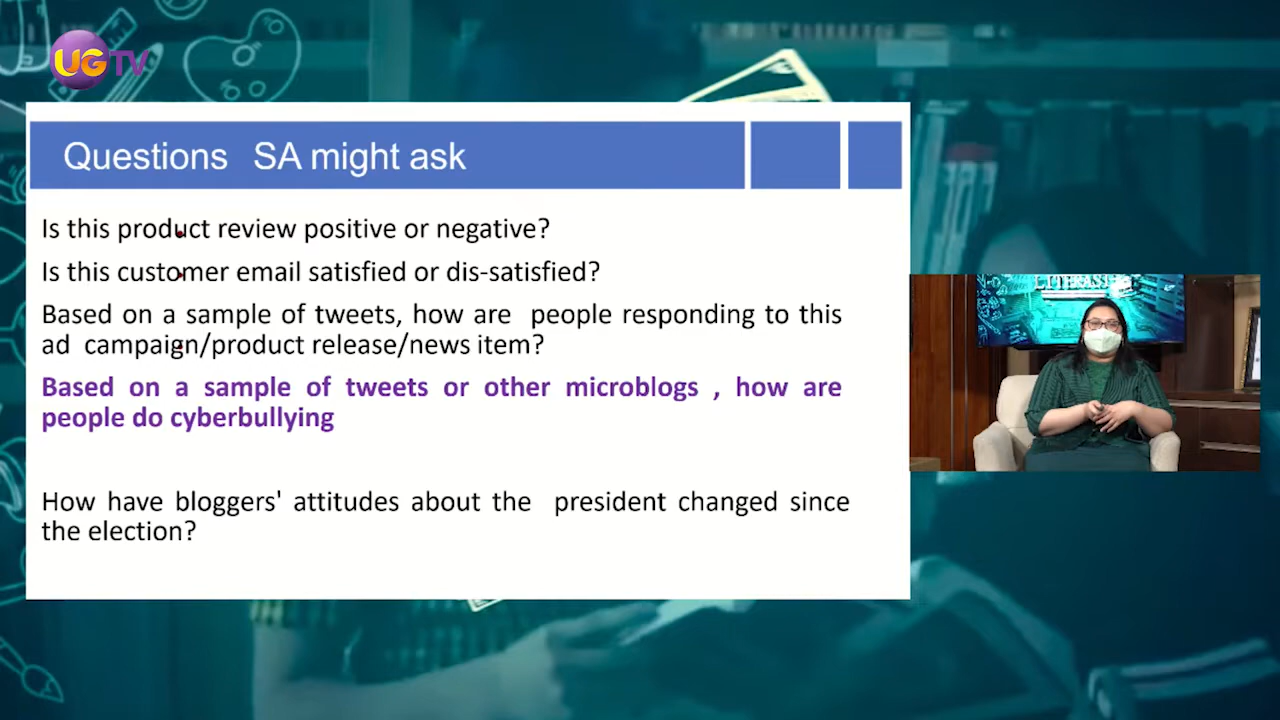 UGTV
Questions SA might ask
Is this product review positive or negative?
Is this customer email satisfied or dis-satisfied?
Based on a sample of tweets, how are people responding to this
ad campaign/product release/news item?
Based on a sample of tweets or other microblogs , how are
people do cyberbullying
How have bloggers' attitudes about the president changed since
the election?